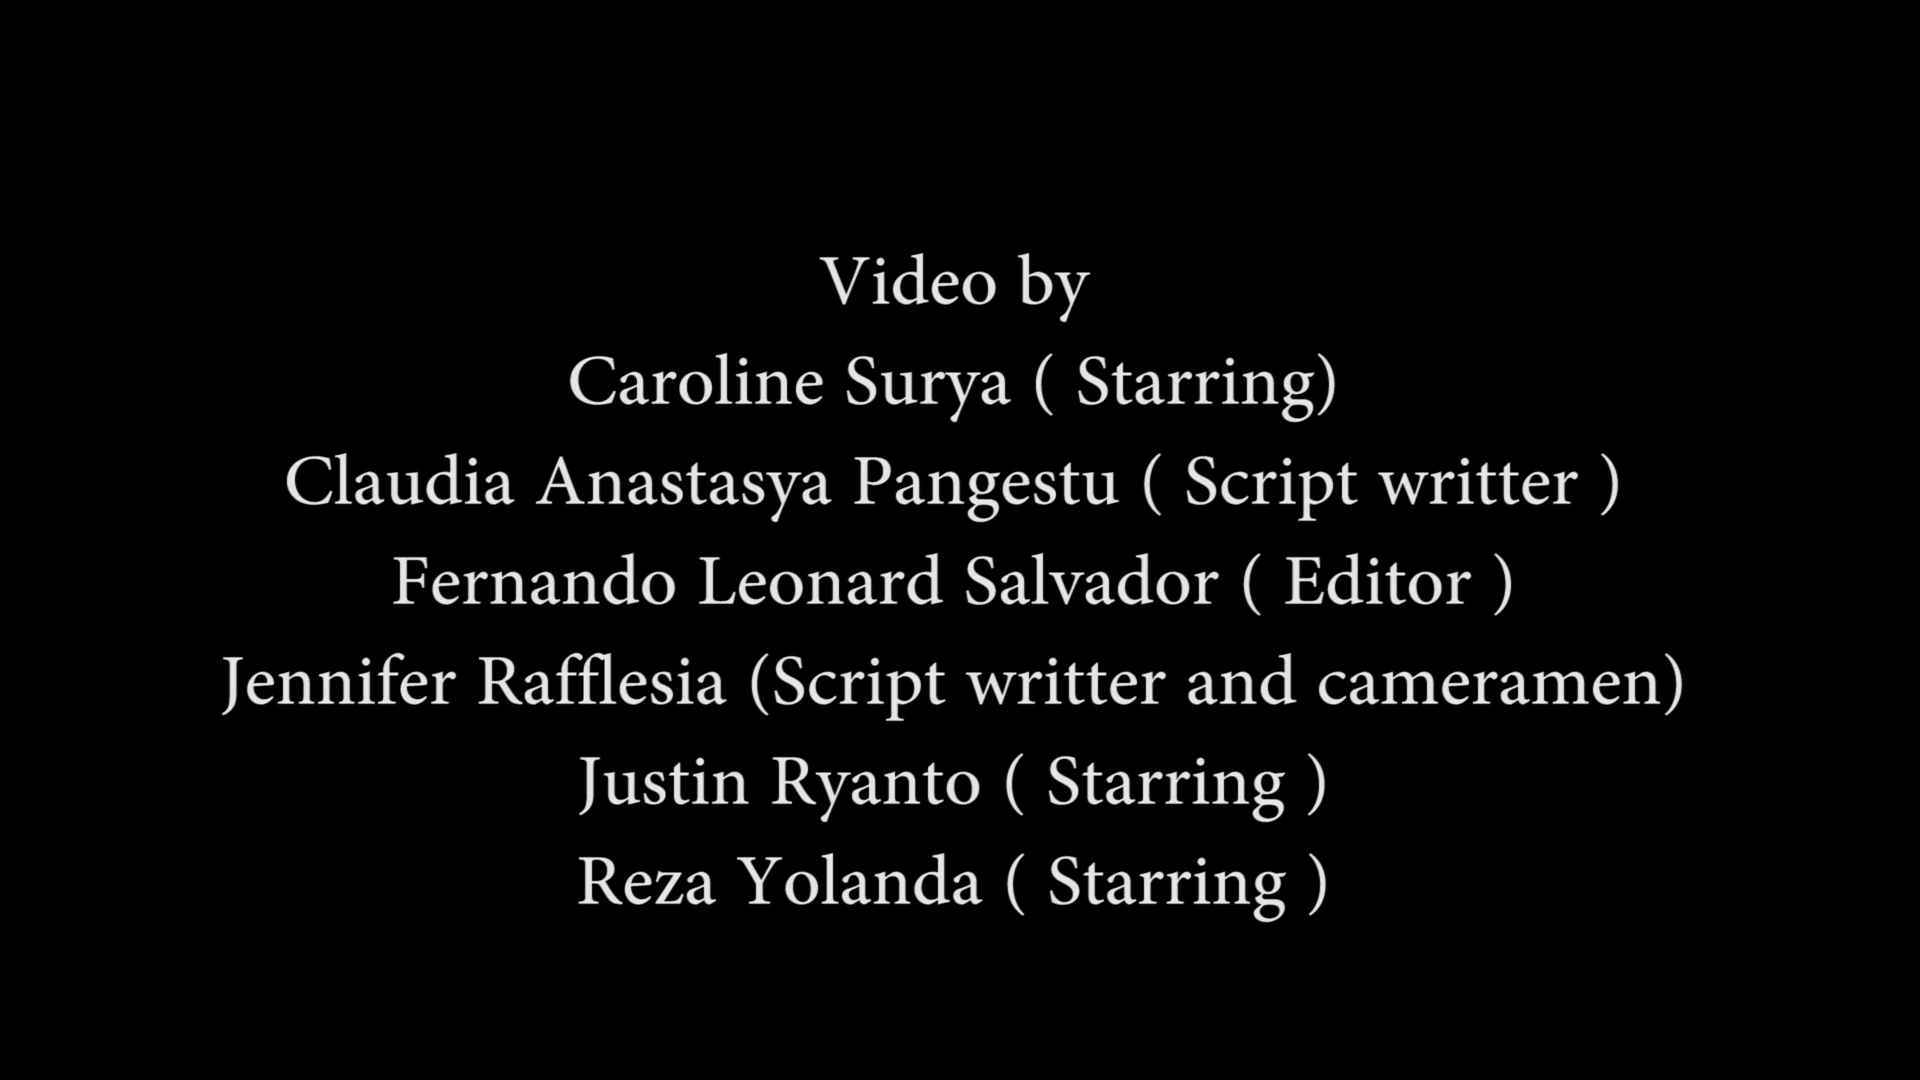 Video by
Caroline Surya ( Starring)
Claudia Anastasya Pangestu ( Script writter )
Fernando Leonard Salvador ( Editor )
Jennifer Rafflesia (Script writter and cameramen)
Justin Ryanto ( Starring )
Reza Yolanda ( Starring )